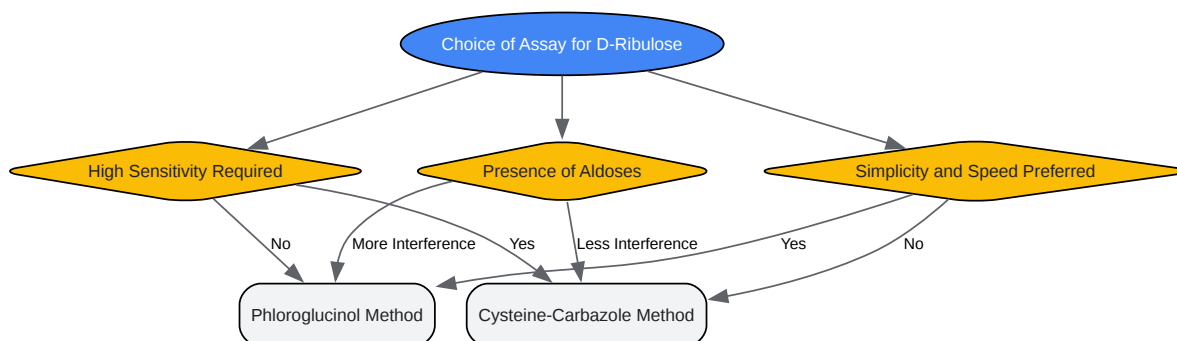 Choice of Assay for D-Ribulose
High Sensitivity Required
Presence of Aldoses
Simplicity and Speed Preferred
No
More Interference
Yes
Less Interference
Yes
No
Phloroglucinol Method
Cysteine-Carbazole Method